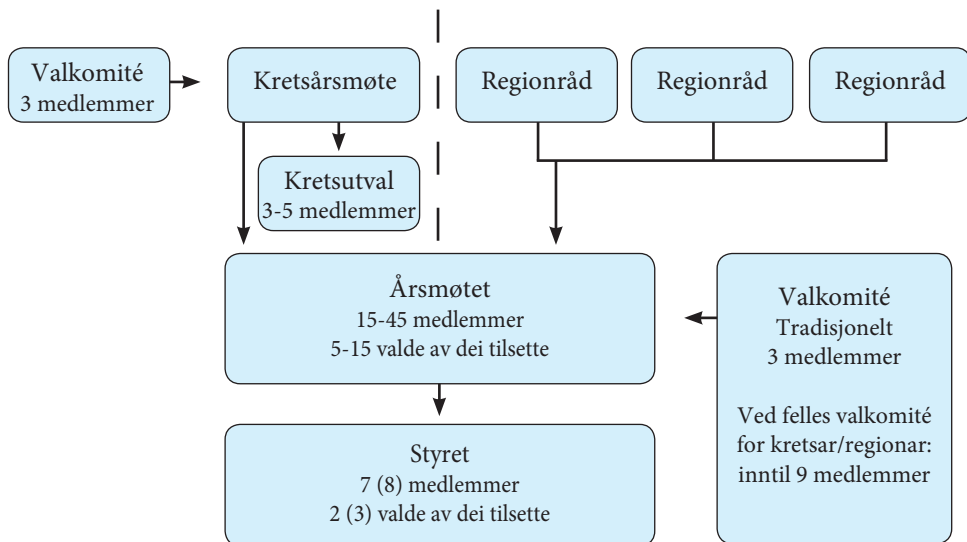 Valkomité
3 medlemmer
Kretsårsmøte
Regionråd
Regionråd
Regionråd
Kretsutval
3-5 medlemmer
Årsmøtet
15-45 medlemmer
5-15 valde av dei tilsette
Valkomité
Tradisjonelt
3 medlemmer
Ved felles valkomité
for kretsar/regionar:
inntil 9 medlemmer
Styret
7 (8) medlemmer
2 (3) valde av dei tilsette